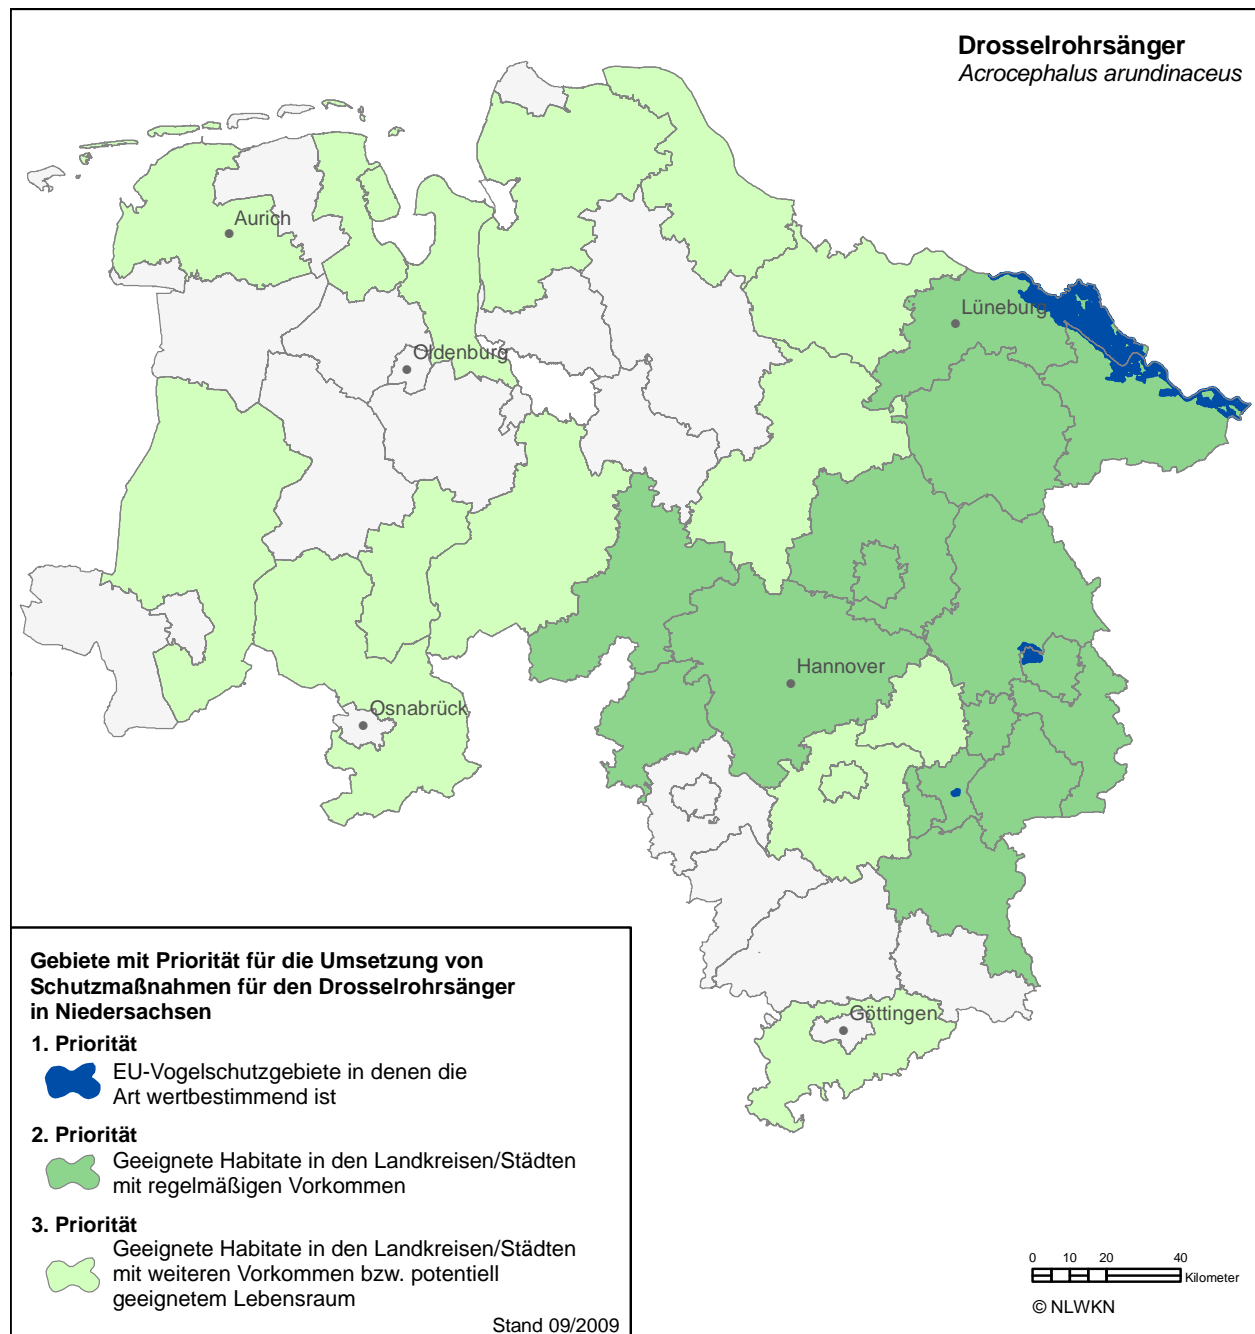 Drosselrohrsänger
Acrocephalus arundinaceus
Aurich
Lüneburg
Oldenburg
Hannover
Osnabrück
Göttingen
Gebiete mit Priorität für die Umsetzung von
Schutzmaßnahmen für den Drosselrohrsänger
in Niedersachsen
1. Priorität
EU-Vogelschutzgebiete in denen die
Art wertbestimmend ist
2. Priorität
Geeignete Habitate in den Landkreisen/Städten
mit regelmäßigen Vorkommen
3. Priorität
Geeignete Habitate in den Landkreisen/Städten
mit weiteren Vorkommen bzw. potentiell
geeignetem Lebensraum
Stand 09/2009
0 10 20 40
Kilometer
© NLWKN